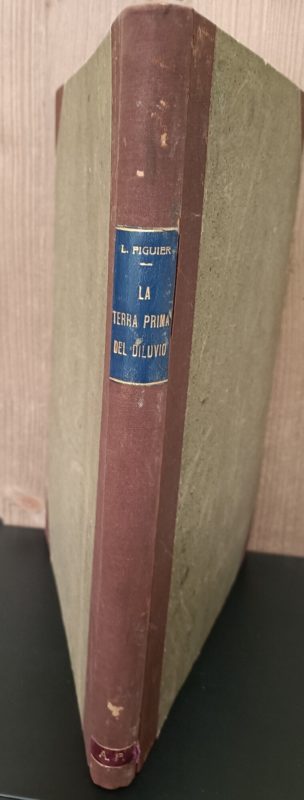 L. FIGUIER
LA
TERRA PRIMA
DEL DILUVIO
A. P.